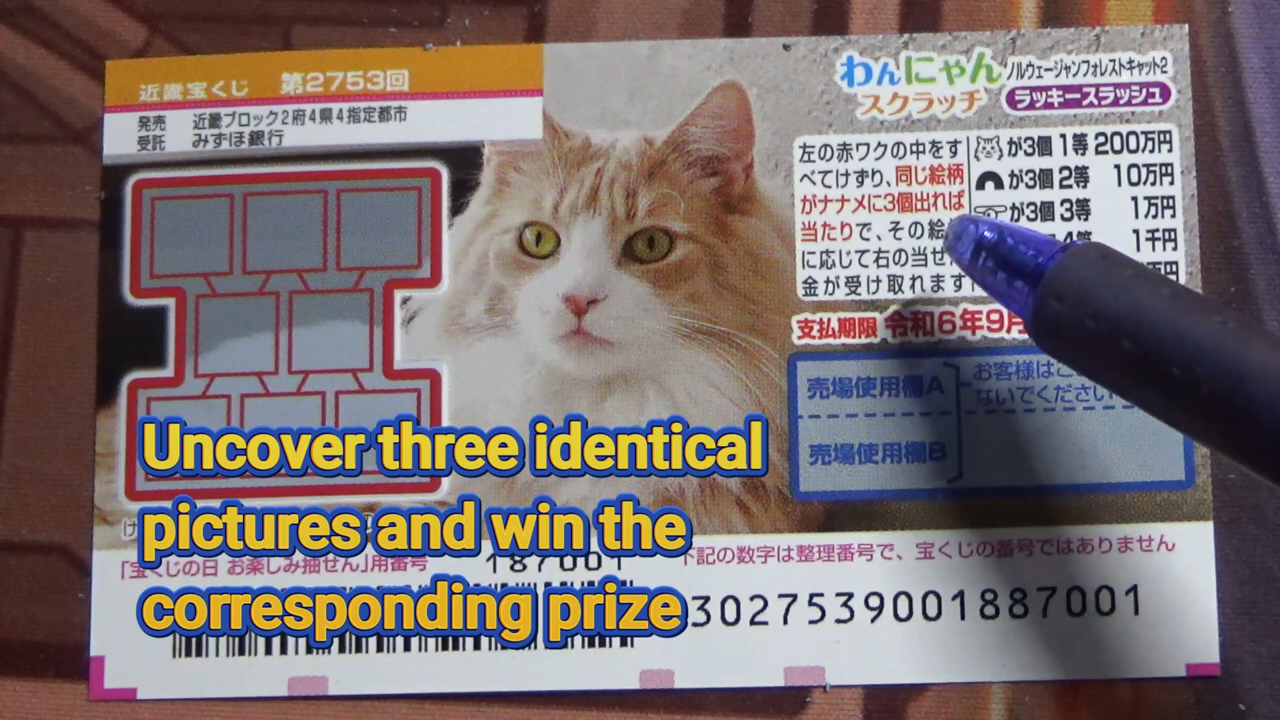 近畿宝くじ 第2753回
発売 近畿ブロック2府4県4指定都市
受託 みずほ銀行
わんにゃん
スクラッチ
ノルウェージャンフォレストキャット2
ラッキースラッシュ
左の赤ワクの中をす
べてけずり、同じ絵柄
がナナメに3個出れば
当たりで、その絵
に応じて右の当せ
金が受け取れます
が3個 1等 200万円
が3個 2等 10万円
が3個 3等 1万円
4等 1千円
円
支払期限 令和6年9月
売場使用欄A
売場使用欄B
お客様はこ
ないでください
Uncover three identical
pictures and win the
corresponding prize
け
「宝くじの日 お楽しみ抽せん」用番号
187001
下記の数字は整理番号で、宝くじの番号ではありません
3027539001887001